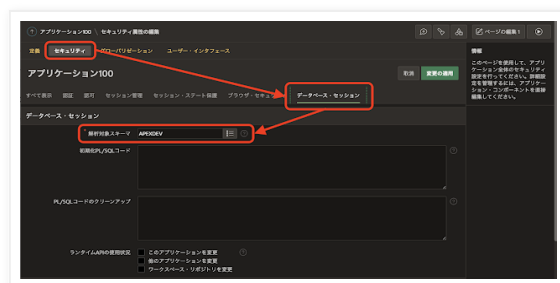 アプリケーション100 \ セキュリティ属性の編集
ページの編集1
定義 セキュリティ グローバリゼーション ユーザー・インタフェース
アプリケーション100
取消 変更の適用
すべて表示 認証 認可 セッション管理 セッション・ステート保護 ブラウザ・セキュ データベース・セッション
データベース・セッション
* 解析対象スキーマ APEXDEV
初期化PL/SQLコード
PL/SQLコードのクリーンアップ
ランタイムAPIの使用状況
このアプリケーションを変更
他のアプリケーションを変更
ワークスペース・リポジトリを変更
情報
このページを使用して、アプリ
ケーション全体のセキュリティ
設定を行ってください。詳細設
定を管理するには、アプリケー
ション・コンポーネントを直接
編集してください。